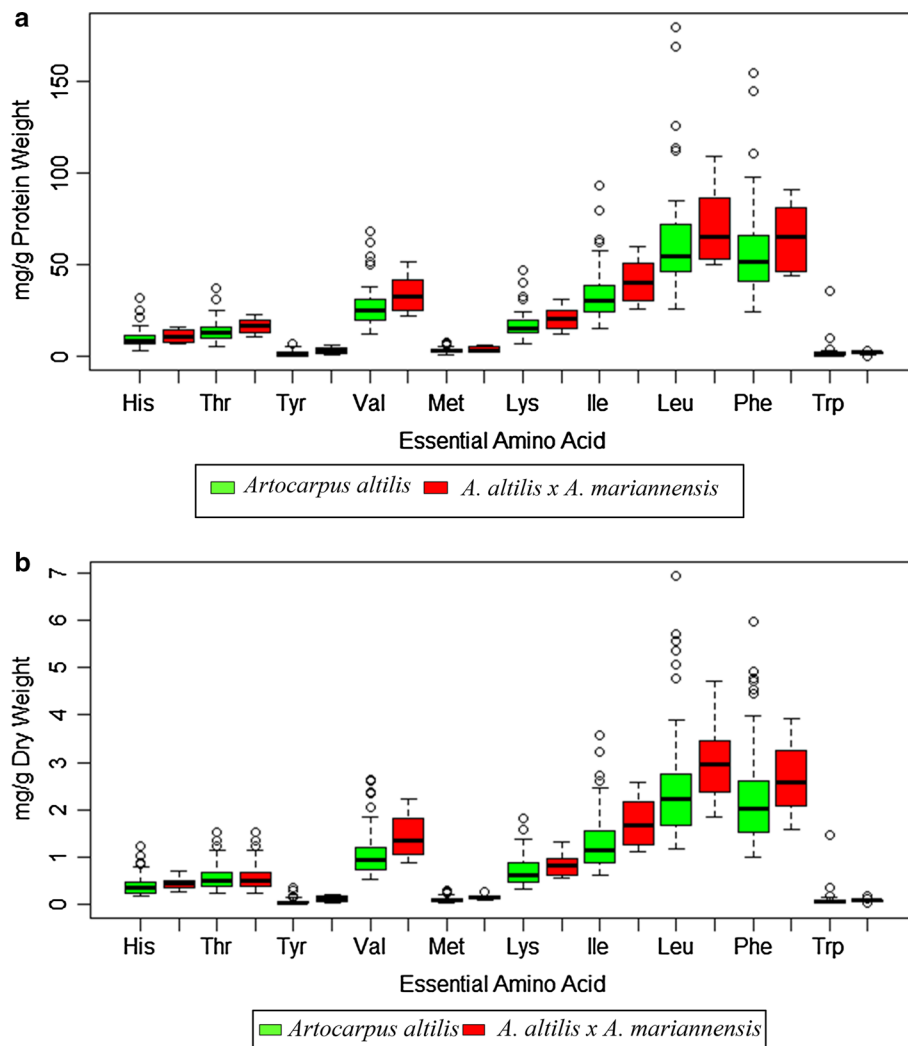 a
mg/g Protein Weight
150
100
50
0
His Thr Tyr Val Met Lys Ile Leu Phe Trp
Essential Amino Acid
Artocarpus altilis A. altilis x A. mariannensis
b
mg/g Dry Weight
7
6
5
4
3
2
1
0
His Thr Tyr Val Met Lys Ile Leu Phe Trp
Essential Amino Acid
Artocarpus altilis A. altilis x A. mariannensis